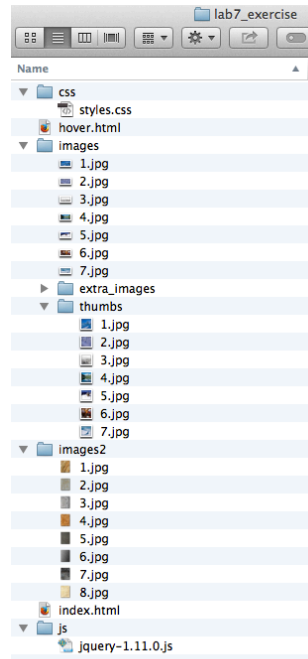 lab7_exercise
Name
css
styles.css
hover.html
images
1.jpg
2.jpg
3.jpg
4.jpg
5.jpg
6.jpg
7.jpg
extra_images
thumbs
1.jpg
2.jpg
3.jpg
4.jpg
5.jpg
6.jpg
7.jpg
images2
1.jpg
2.jpg
3.jpg
4.jpg
5.jpg
6.jpg
7.jpg
8.jpg
index.html
js
jquery-1.11.0.js